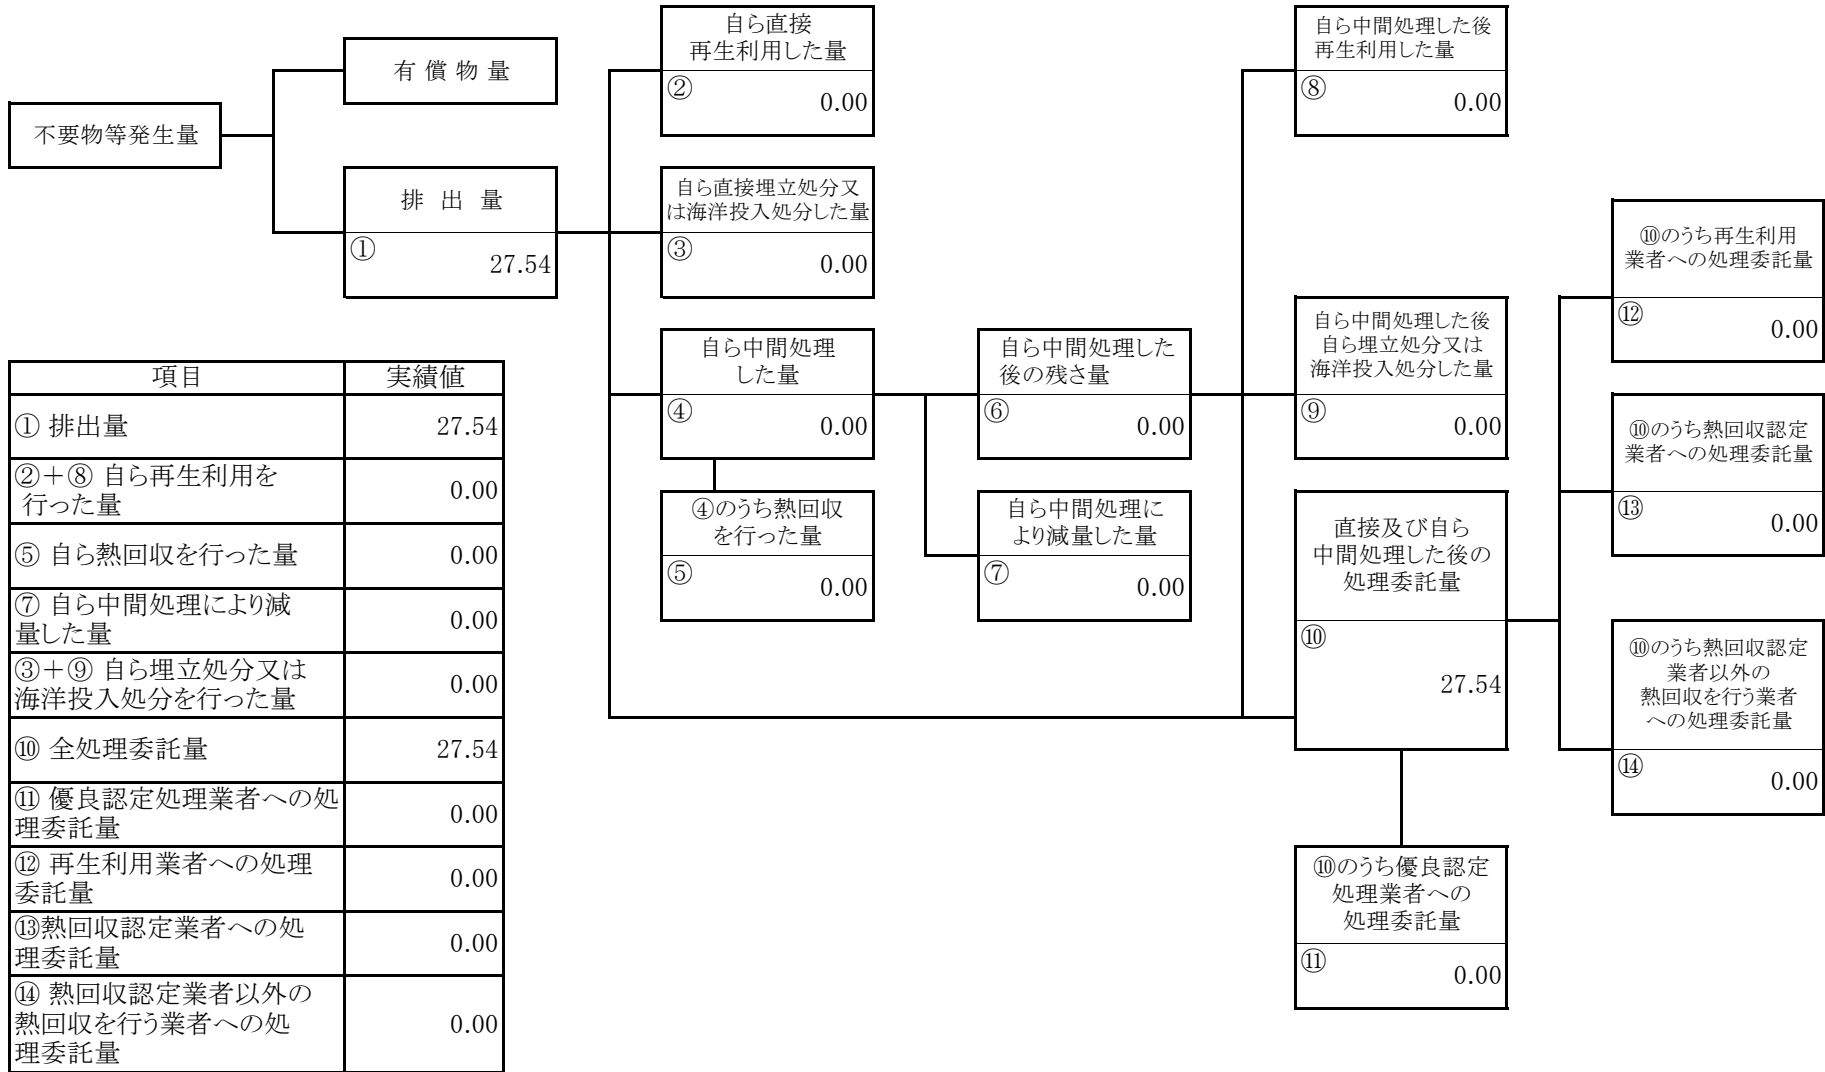 不要物等発生量
有 償 物 量
排 出 量
①
27.54
自ら直接
再生利用した量
②
0.00
自ら直接埋立処分又
は海洋投入処分した量
③
0.00
自ら中間処理
した量
④
0.00
④のうち熱回収
を行った量
⑤
0.00
自ら中間処理した
後の残さ量
⑥
0.00
自ら中間処理に
より減量した量
⑦
0.00
自ら中間処理した後
再生利用した量
⑧
0.00
自ら中間処理した後
自ら埋立処分又は
海洋投入処分した量
⑨
0.00
直接及び自ら
中間処理した後の
処理委託量
⑩
27.54
⑩のうち優良認定
処理業者への
処理委託量
⑪
0.00
⑩のうち再生利用
業者への処理委託量
⑫
0.00
⑩のうち熱回収認定
業者への処理委託量
⑬
0.00
⑩のうち熱回収認定
業者以外の
熱回収を行う業者
への処理委託量
⑭
0.00
項目 実績値
① 排出量 27.54
②＋⑧ 自ら再生利用を
行った量 0.00
⑤ 自ら熱回収を行った量 0.00
⑦ 自ら中間処理により減
量した量 0.00
③＋⑨ 自ら埋立処分又は
海洋投入処分を行った量 0.00
⑩ 全処理委託量 27.54
⑪ 優良認定処理業者への処
理委託量 0.00
⑫ 再生利用業者への処理
委託量 0.00
⑬熱回収認定業者への処
理委託量 0.00
⑭ 熱回収認定業者以外の
熱回収を行う業者への処
理委託量 0.00